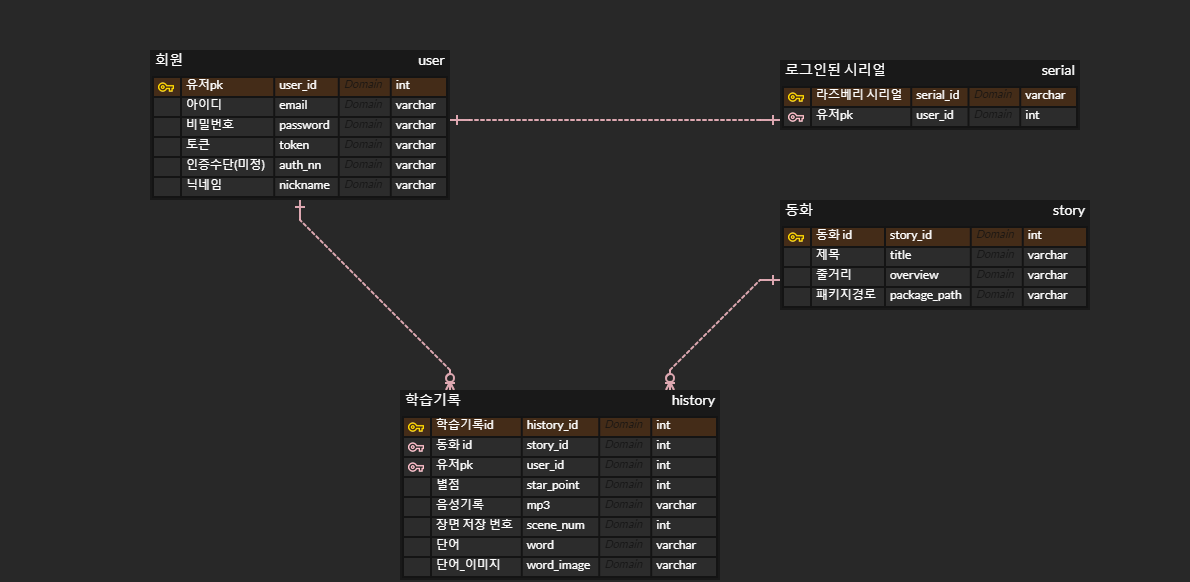 회원 user
유저pk user_id Domain int
아이디 email Domain varchar
비밀번호 password Domain varchar
토큰 token Domain varchar
인증수단(미정) auth_nn Domain varchar
닉네임 nickname Domain varchar
로그인된 시리얼 serial
라즈베리 시리얼 serial_id Domain varchar
유저pk user_id Domain int
동화 story
동화 id story_id Domain int
제목 title Domain varchar
줄거리 overview Domain varchar
패키지경로 package_path Domain varchar
학습기록 history
학습기록id history_id Domain int
동화 id story_id Domain int
유저pk user_id Domain int
별점 star_point Domain int
음성기록 mp3 Domain varchar
장면 저장 번호 scene_num Domain int
단어 word Domain varchar
단어_이미지 word_image Domain varchar